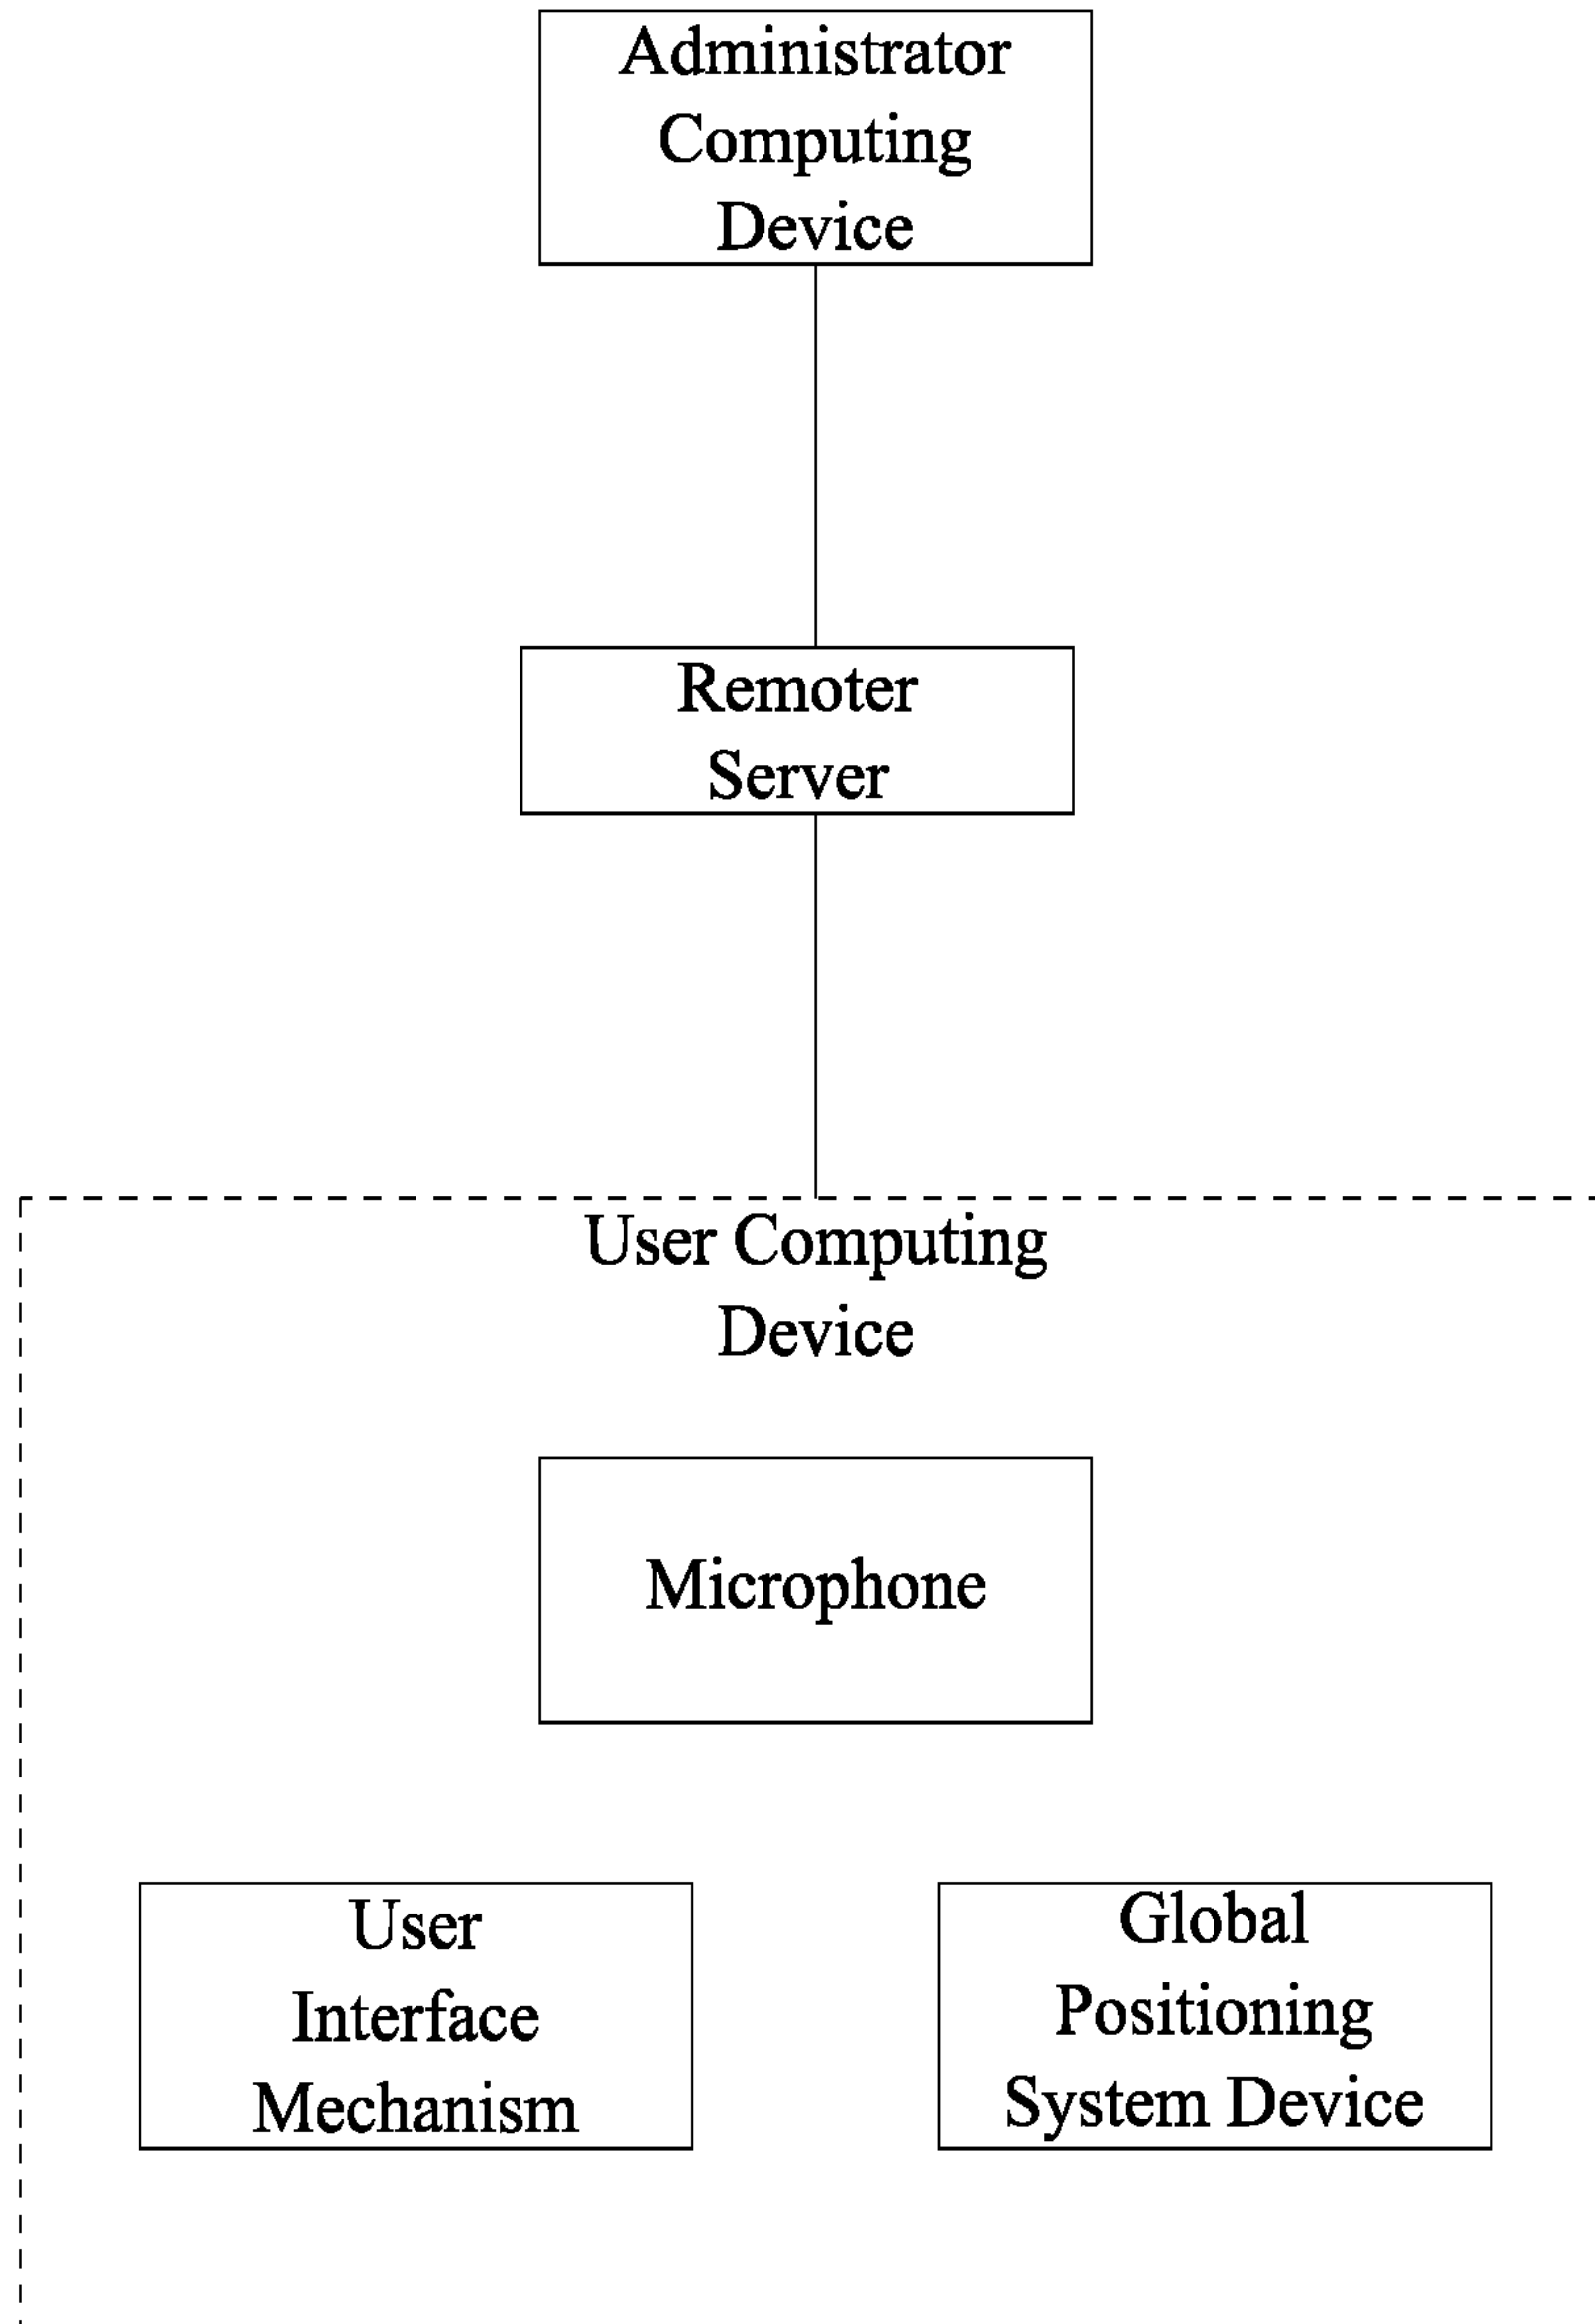 Administrator
Computing
Device
Remoter
Server
User Computing
Device
Microphone
User
Interface
Mechanism
Global
Positioning
System Device